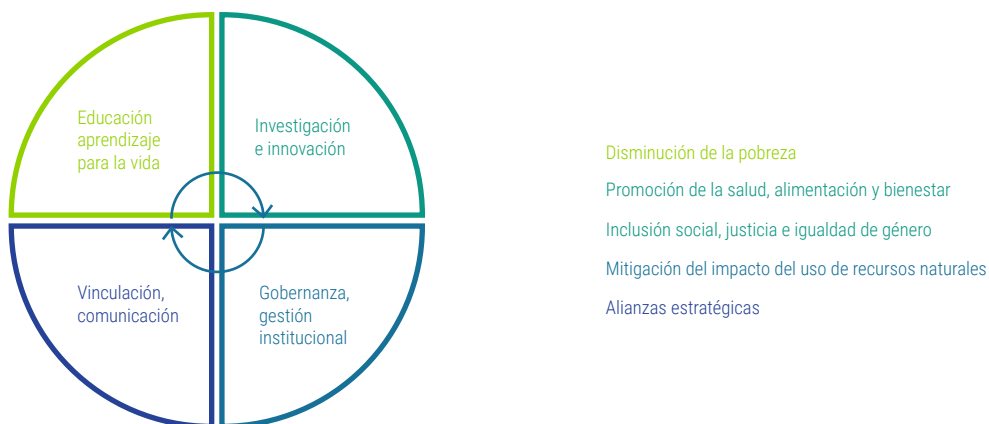 Educación
aprendizaje
para la vida
Investigación
e innovación
Vinculación,
comunicación
Gobernanza,
gestión
institucional
Disminución de la pobreza
Promoción de la salud, alimentación y bienestar
Inclusión social, justicia e igualdad de género
Mitigación del impacto del uso de recursos naturales
Alianzas estratégicas